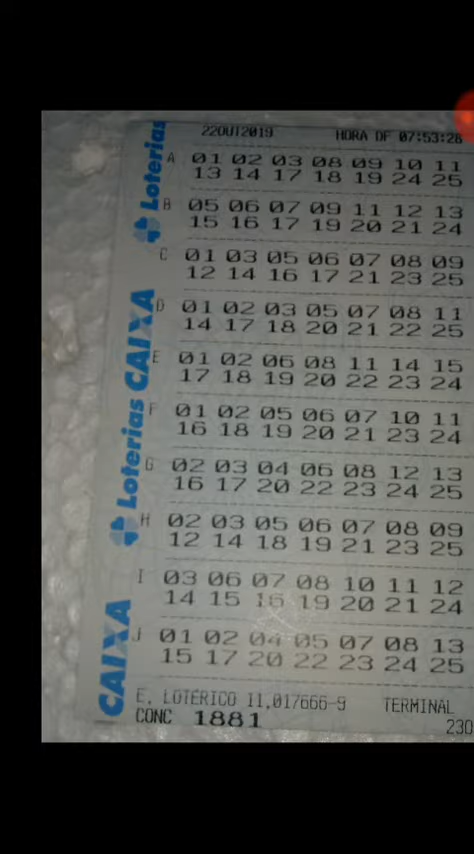 22OUT2019 HORA DF 07:53:28
A 01 02 03 08 09 10 11
13 14 17 18 19 24 25
B 05 06 07 09 11 12 13
15 16 17 19 20 21 24
C 01 03 05 06 07 08 09
12 14 16 17 21 23 25
D 01 02 03 05 07 08 11
14 17 18 20 21 22 25
E 01 02 06 08 11 14 15
17 18 19 20 22 23 24
F 01 02 05 06 07 10 11
16 18 19 20 21 23 24
G 02 03 04 06 08 12 13
16 17 20 22 23 24 25
H 02 03 05 06 07 08 09
12 14 18 19 21 23 25
I 03 06 07 08 10 11 12
14 15 16 19 20 21 24
J 01 02 04 05 07 08 13
15 17 20 22 23 24 25
E. LOTÉRICO 11.017666-9 TERMINAL
CONC 1881 230
Loterias
Loterias CAIXA
CAIXA